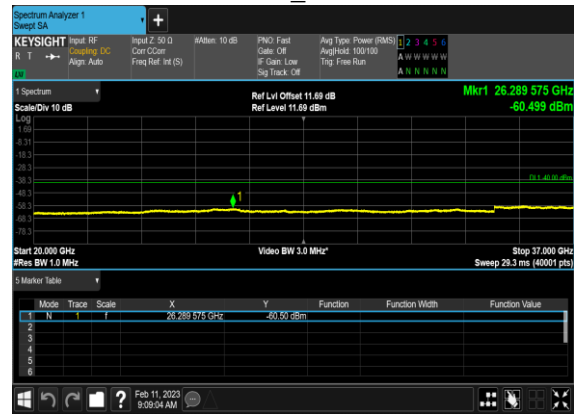 Spectrum Analyzer 1
Swept SA
+
KEYSIGHT Input: RF Input Z: 50 Ω #Atten: 10 dB PNO: Fast Avg Type: Power (RMS) 1 2 3 4 5 6
R T Coupling: DC Corr CCorr Gate: Off Avg|Hold: 100/100 A W W W W W
Align: Auto Freq Ref: Int (S) IF Gain: Low Trig: Free Run
LXI Sig Track: Off A N N N N N
1 Spectrum Ref Lvl Offset 11.69 dB Mkr1 26.289 575 GHz
Scale/Div 10 dB Ref Level 11.69 dBm -60.499 dBm
Log
1.69
-8.31
-18.3
-28.3
-38.3 DL1 -40.00 dBm
-48.3
-58.3 1
-68.3
-78.3
Start 20.000 GHz Video BW 3.0 MHz* Stop 37.000 GHz
#Res BW 1.0 MHz Sweep 29.3 ms (40001 pts)
5 Marker Table
Mode Trace Scale X Y Function Function Width Function Value
1 N 1 f 26.289 575 GHz -60.50 dBm
2
3
4
5
6
? Feb 11, 2023
9:09:04 AM